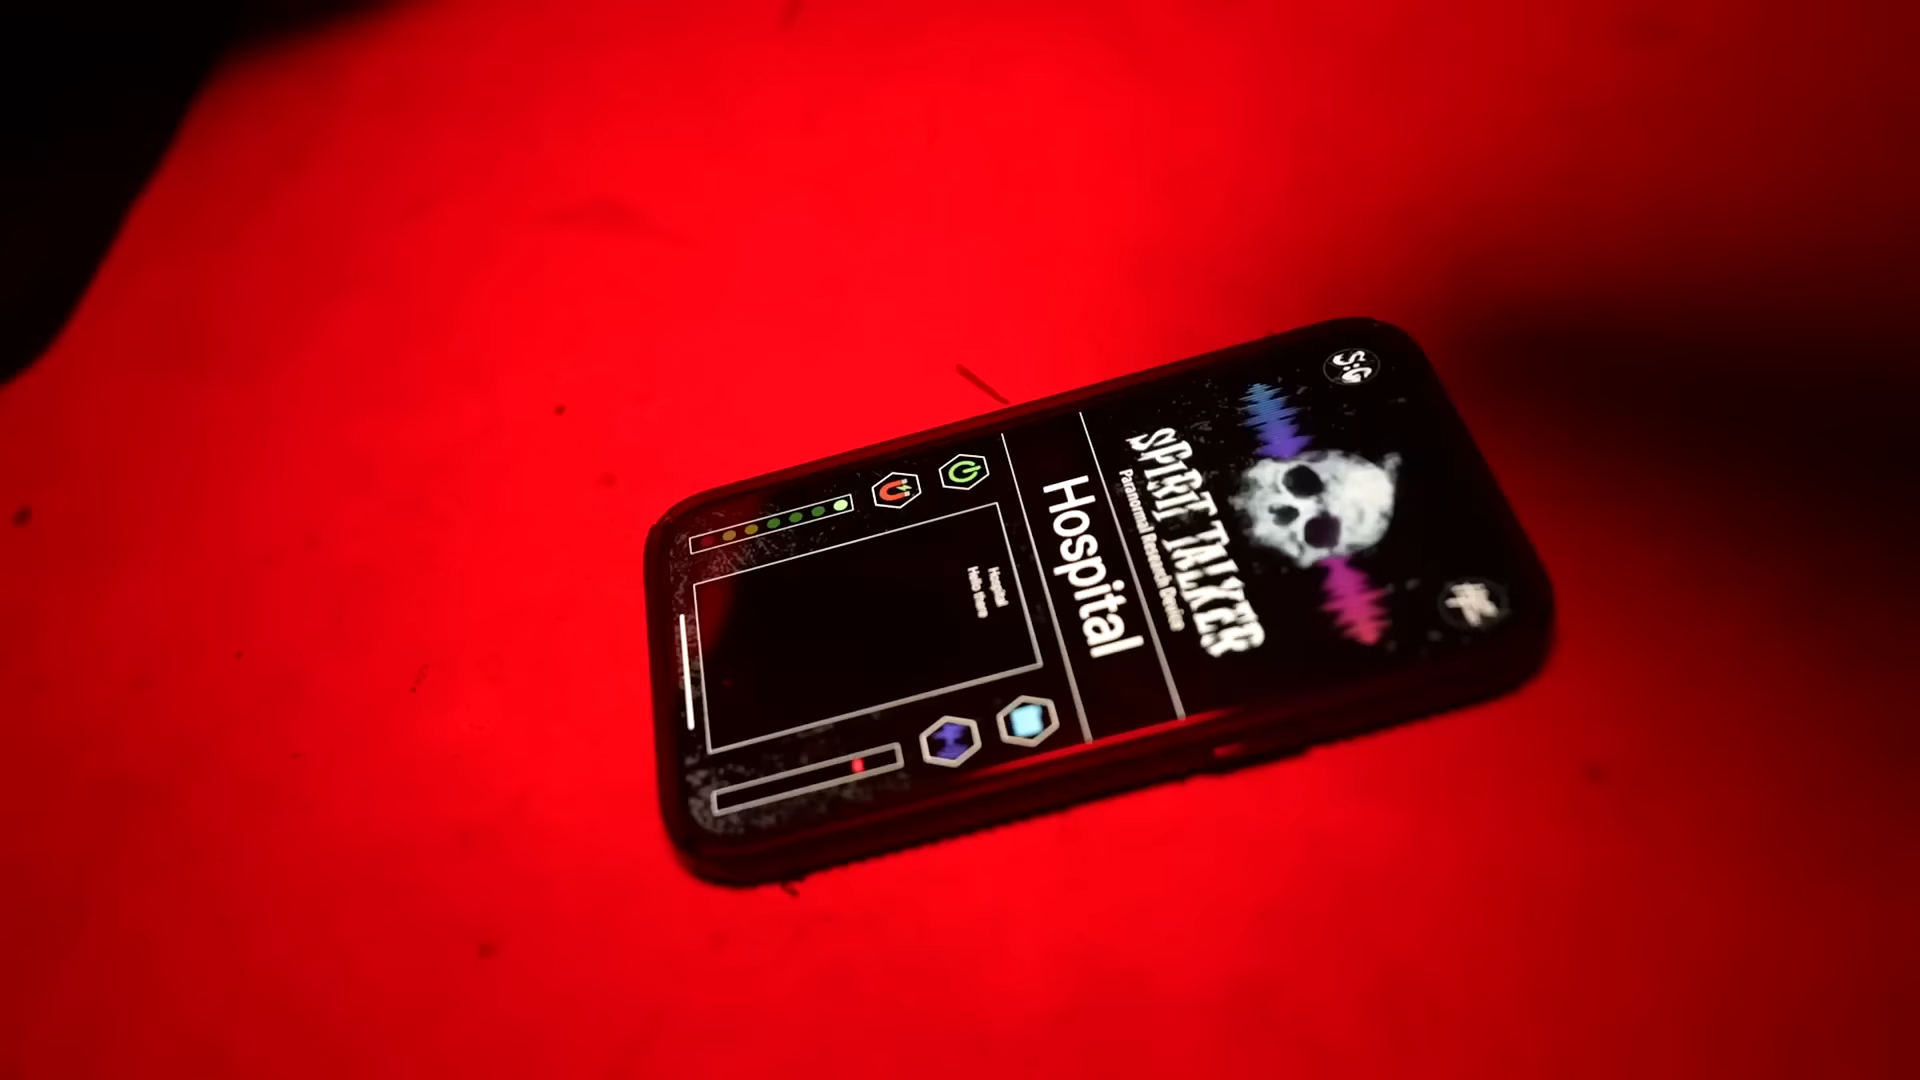 S:G
SPIRIT TALKER
Paranormal Research Device
Hospital
Hospital
Hello there